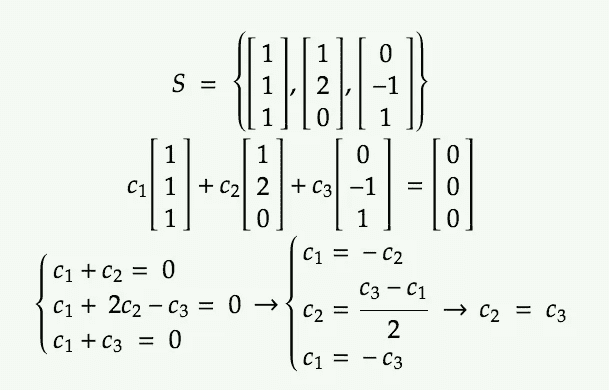 S = { [1 1 1], [1 2 0], [0 –1 1] }
c₁ [1 1 1] + c₂ [1 2 0] + c₃ [0 –1 1] = [0 0 0]
{ c₁ + c₂ = 0 → { c₁ = – c₂
c₁ + 2c₂ – c₃ = 0 c₂ = (c₃ – c₁)/2 → c₂ = c₃
c₁ + c₃ = 0 c₁ = – c₃